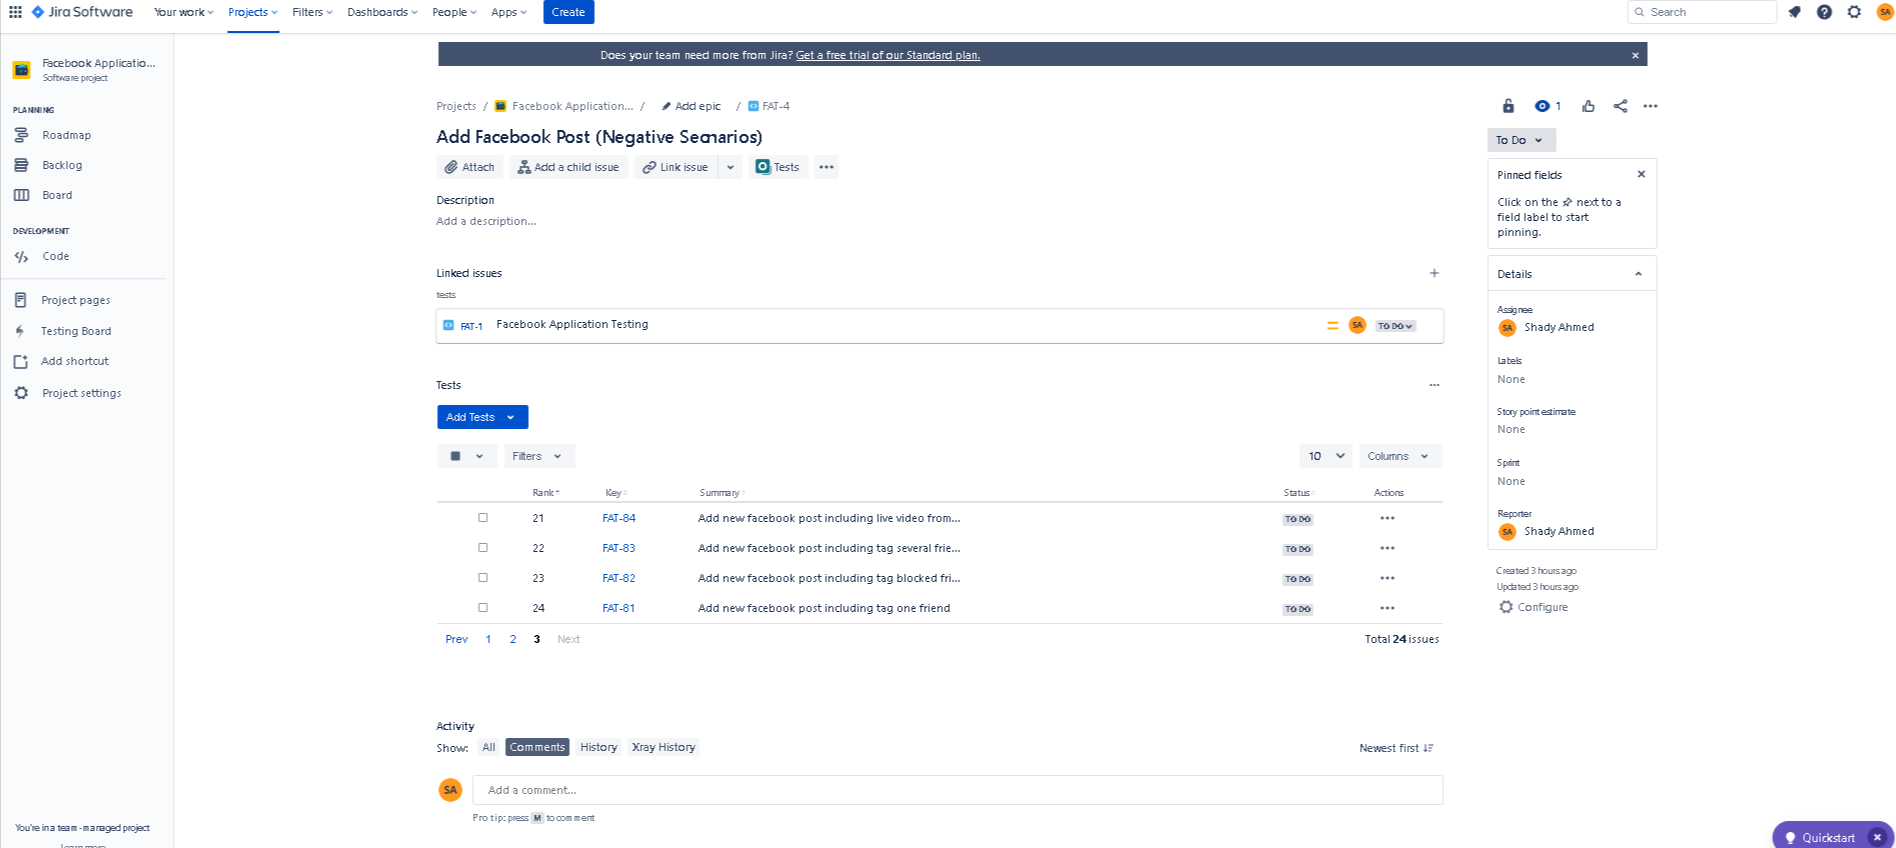 Jira Software Your work Projects Filters Dashboards People Apps Create Search SA
Does your team need more from Jira? Get a free trial of our Standard plan.
Facebook Applicatio...
Software project
PLANNING
Roadmap
Backlog
Board
DEVELOPMENT
Code
Project pages
Testing Board
Add shortcut
Project settings
You're in a team-managed project
Learn more
Projects / Facebook Application... / Add epic / FAT-4
1
Add Facebook Post (Negative Secnarios)
Attach Add a child issue Link issue Tests
Description
Add a description...
Linked issues
tests
FAT-1 Facebook Application Testing SA TO DO
Tests
Add Tests
Filters 10 Columns
Rank Key Summary Status Actions
21 FAT-84 Add new facebook post including live video from... TO DO
22 FAT-83 Add new facebook post including tag several frie... TO DO
23 FAT-82 Add new facebook post including tag blocked fri... TO DO
24 FAT-81 Add new facebook post including tag one friend TO DO
Prev 1 2 3 Next Total 24 issues
Activity
Show: All Comments History Xray History Newest first
SA Add a comment...
Pro tip: press M to comment
To Do
Pinned fields
Click on the next to a
field label to start
pinning.
Details
Assignee
SA Shady Ahmed
Labels
None
Story point estimate
None
Sprint
None
Reporter
SA Shady Ahmed
Created 3 hours ago
Updated 3 hours ago
Configure
Quickstart